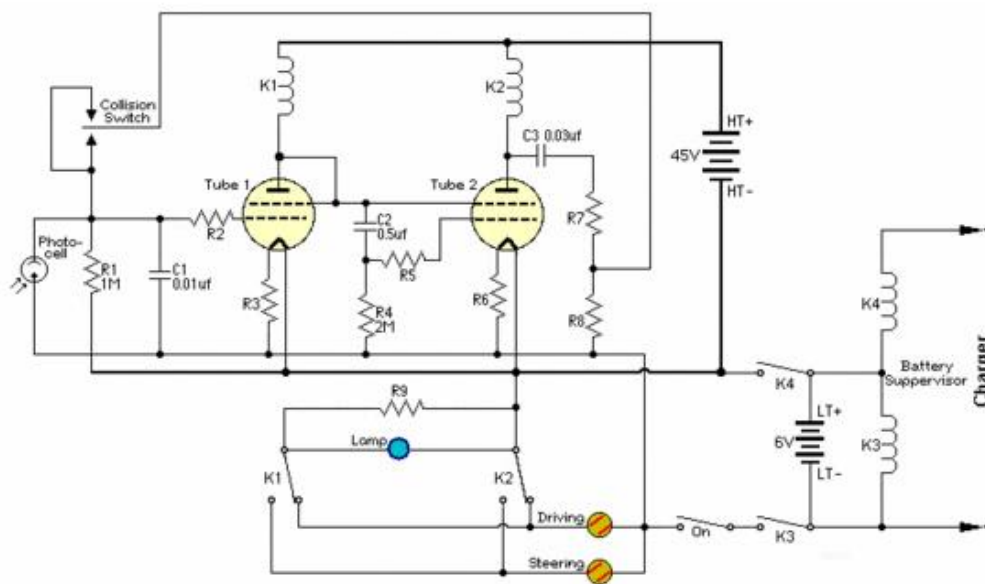 K1
K2
Collision
Switch
C3 0.03uf
HT+
45V
HT-
Tube 1
Tube 2
C2
0.5uf
R7
R2
Photo-
cell
R1
1M
C1
0.01uf
R5
R3
R4
2M
R6
R8
K4
Battery
Suppervisor
Charger
K4
R9
LT+
6V
LT-
K3
Lamp
K1
K2
Driving
On
K3
Steering